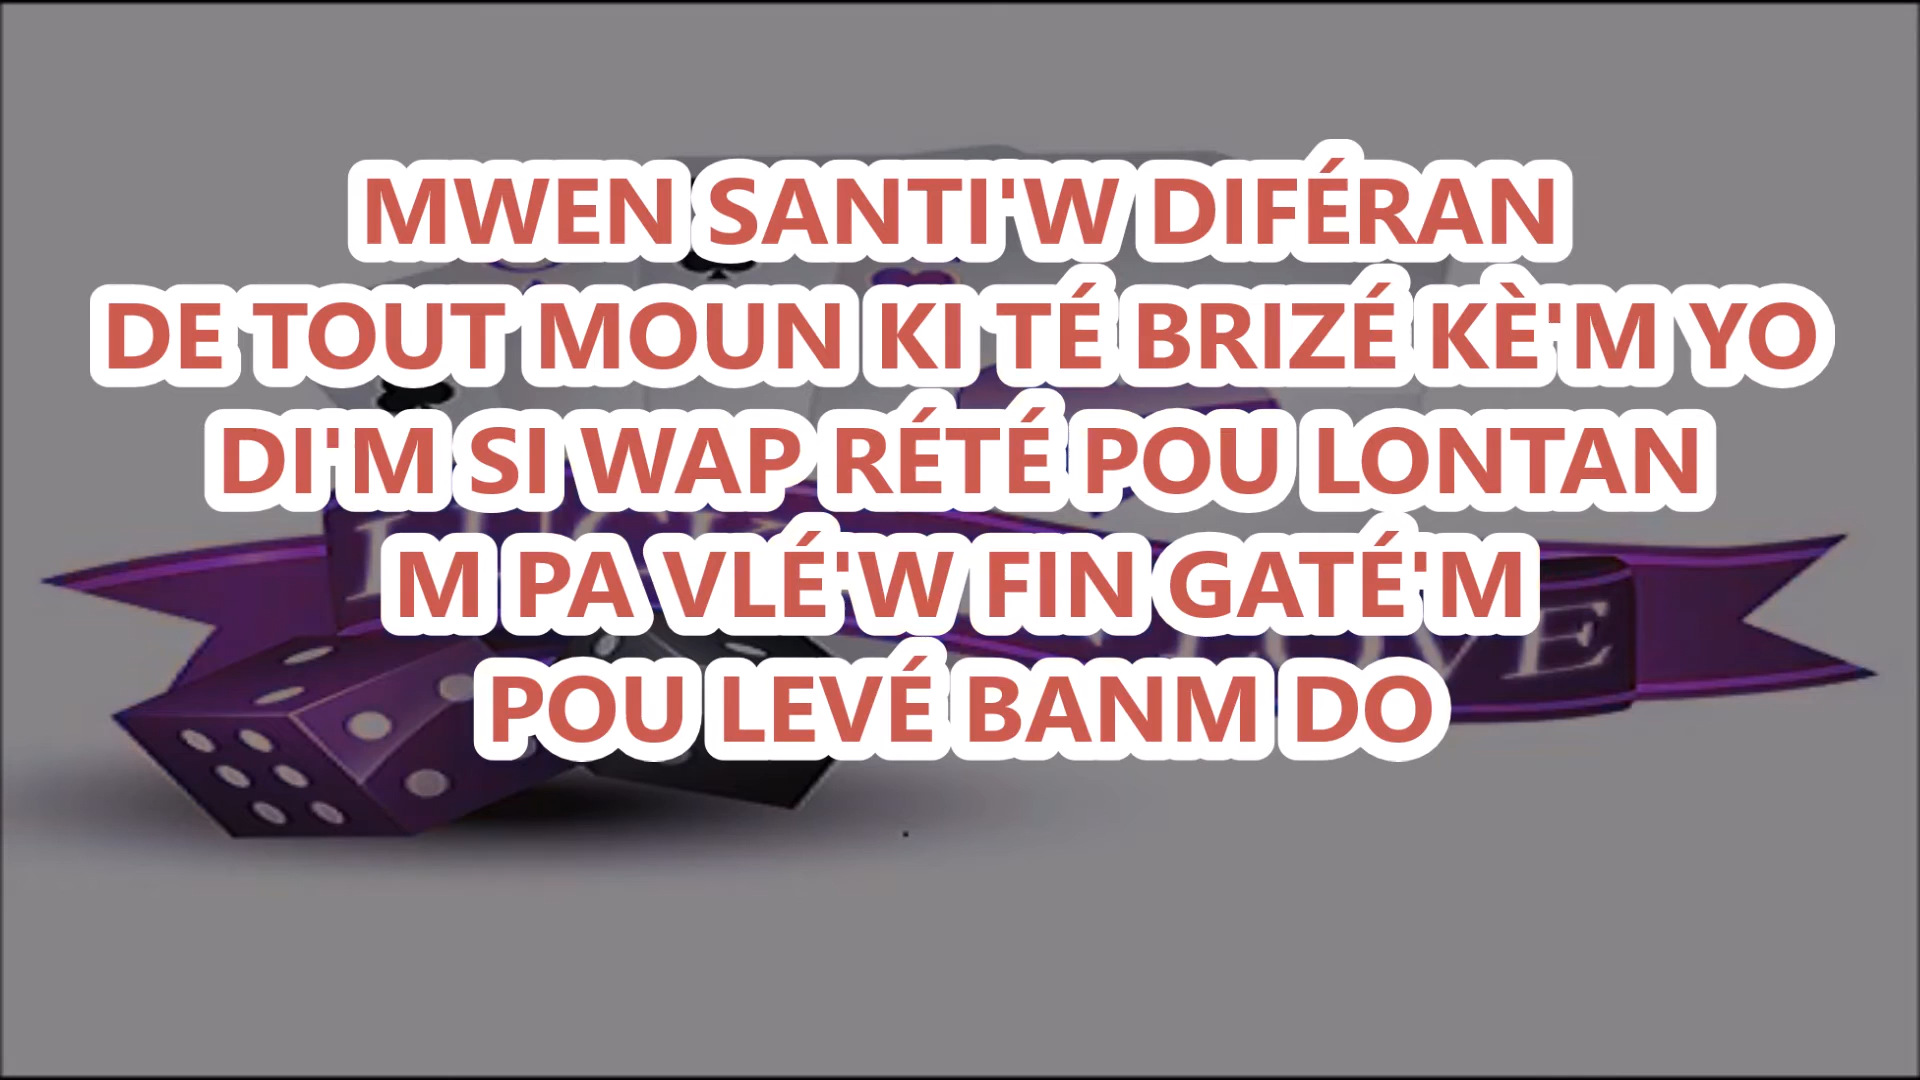 MWEN SANTI'W DIFÉRAN
DE TOUT MOUN KI TÉ BRIZÉ KÈ'M YO
DI'M SI WAP RÉTÉ POU LONTAN
M PA VLÉ'W FIN GATÉ'M
POU LEVÉ BANM DO